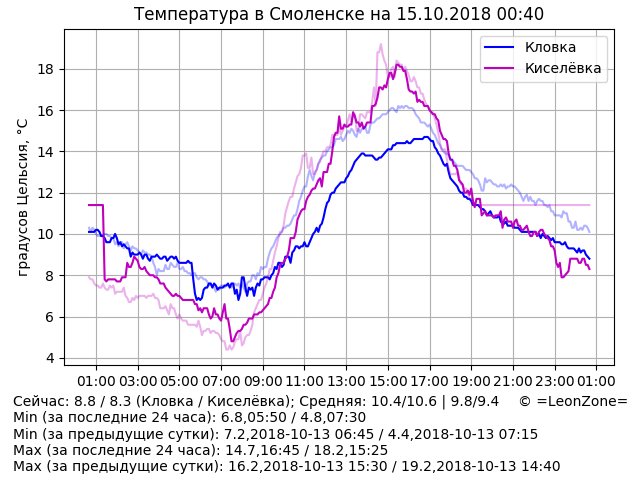 Температура в Смоленске на 15.10.2018 00:40
градусов Цельсия, °C
Кловка
Киселёвка
18
16
14
12
10
8
6
4
01:00 03:00 05:00 07:00 09:00 11:00 13:00 15:00 17:00 19:00 21:00 23:00 01:00
Сейчас: 8.8 / 8.3 (Кловка / Киселёвка); Средняя: 10.4/10.6 | 9.8/9.4 © =LeonZone=
Min (за последние 24 часа): 6.8,05:50 / 4.8,07:30
Min (за предыдущие сутки): 7.2,2018-10-13 06:45 / 4.4,2018-10-13 07:15
Max (за последние 24 часа): 14.7,16:45 / 18.2,15:25
Max (за предыдущие сутки): 16.2,2018-10-13 15:30 / 19.2,2018-10-13 14:40